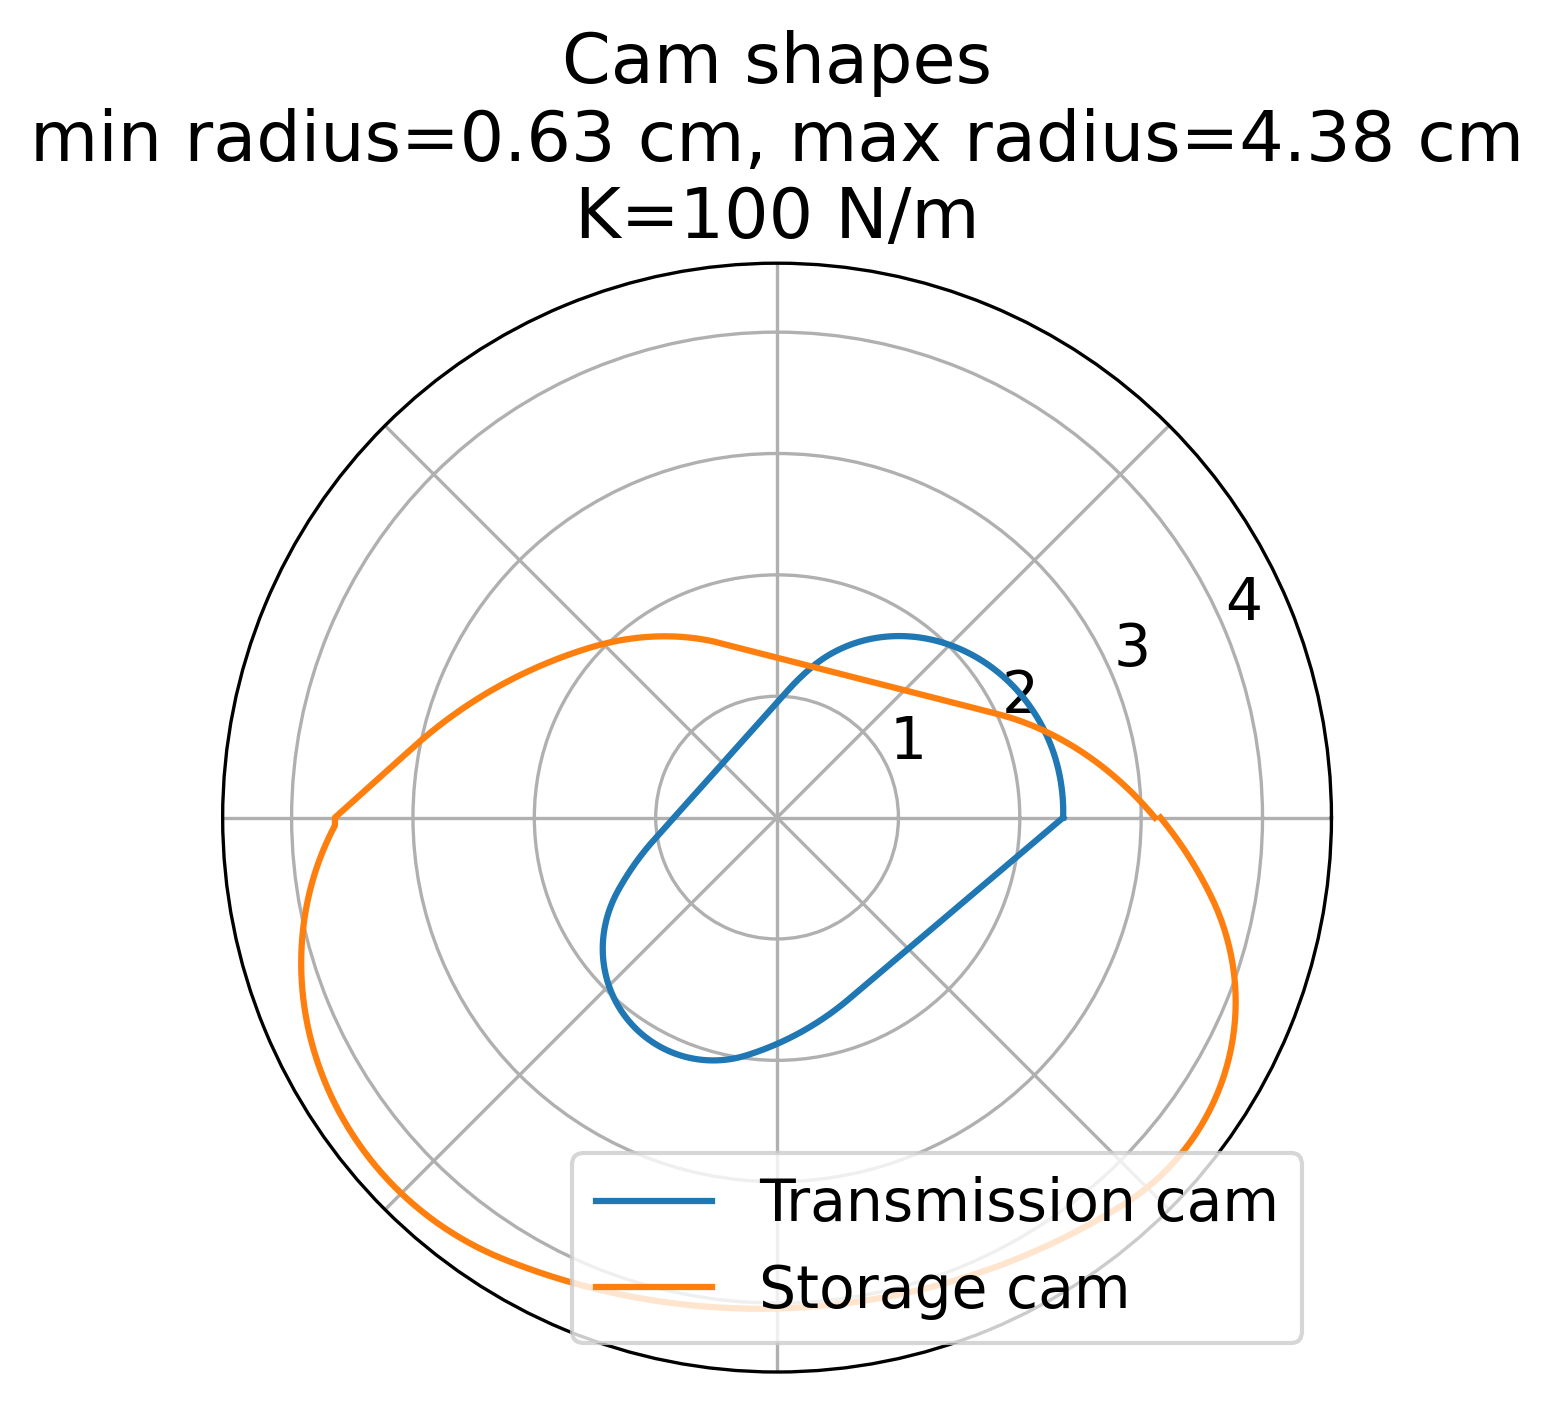 Cam shapes
min radius=0.63 cm, max radius=4.38 cm
K=100 N/m
4
3
2
1
Transmission cam
Storage cam